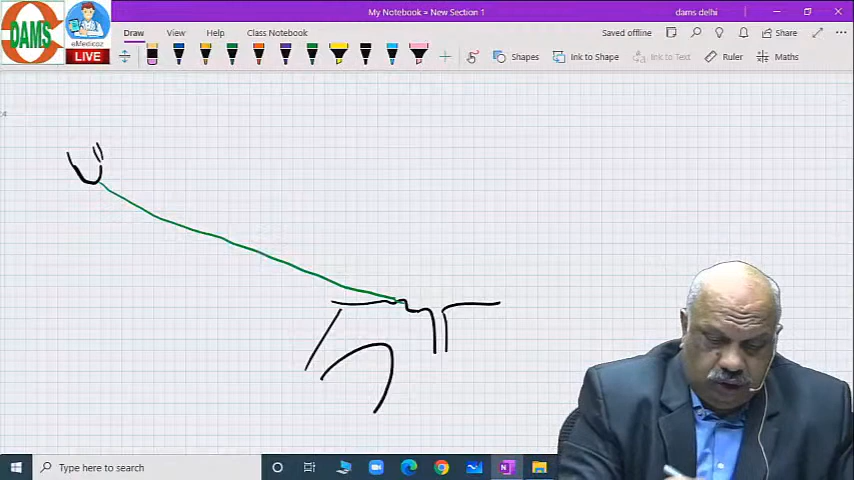 DAMS
eMedicoz
LIVE
My Notebook » New Section 1
dams delhi
Draw
View
Help
Class Notebook
Saved offline
Share
Shapes
Ink to Shape
Ink to Text
Ruler
Maths
Type here to search